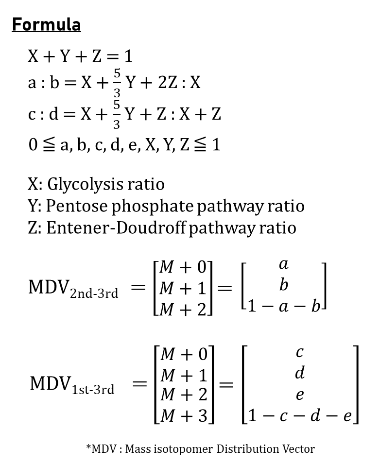 Formula
X + Y + Z = 1
a : b = X + 5/3 Y + 2Z : X
c : d = X + 5/3 Y + Z : X + Z
0 ≦ a, b, c, d, e, X, Y, Z ≦ 1
X: Glycolysis ratio
Y: Pentose phosphate pathway ratio
Z: Entener-Doudroff pathway ratio
MDV2nd-3rd = [M + 0 M + 1 M + 2] = [a b 1 − a − b]
MDV1st-3rd = [M + 0 M + 1 M + 2 M + 3] = [c d e 1 − c − d − e]
*MDV : Mass isotopomer Distribution Vector